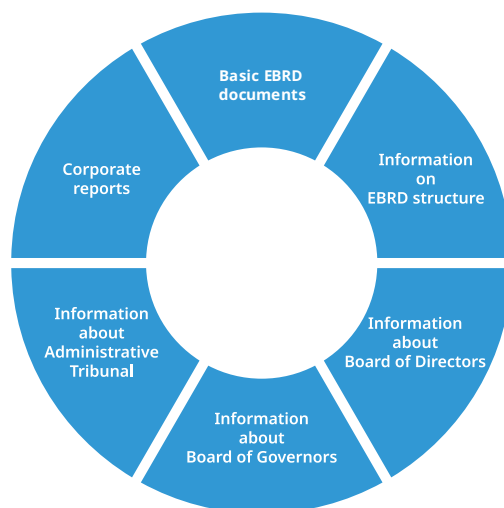 Basic EBRD
documents
Information
on
EBRD structure
Information
about
Board of Directors
Information
about
Board of Governors
Information
about
Administrative
Tribunal
Corporate
reports